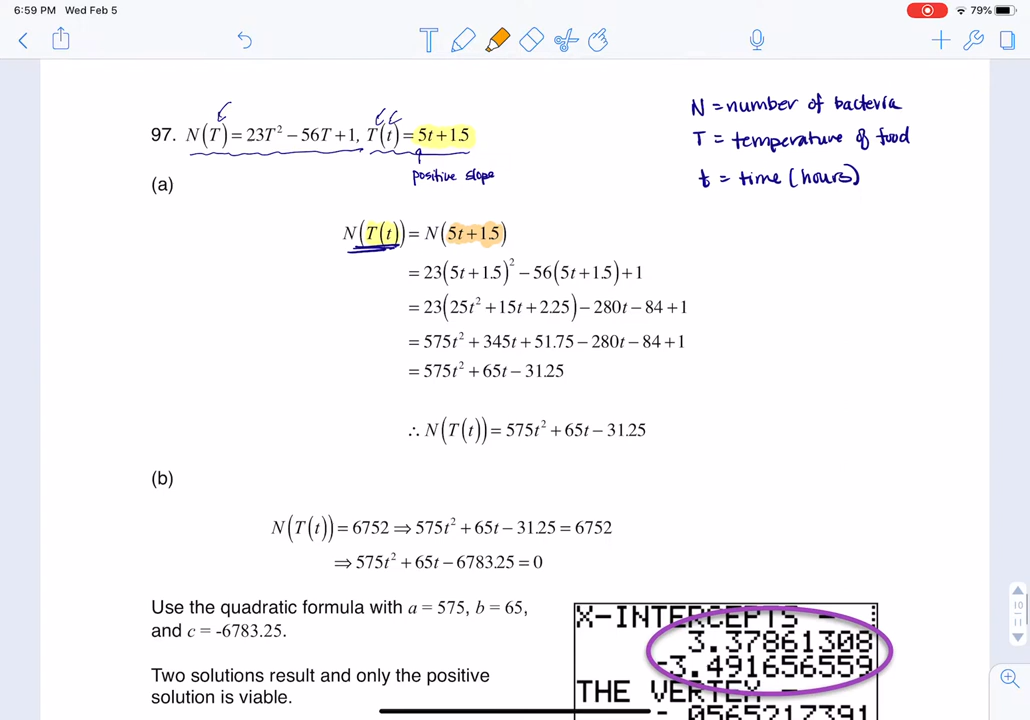 6:59 PM Wed Feb 5 79%
T
97. N(T) = 23T² − 56T + 1, T(t) = 5t + 1.5
positive slope
N = number of bacteria
T = temperature of food
t = time (hours)
(a)
N(T(t)) = N(5t + 1.5)
= 23(5t + 1.5)² − 56(5t + 1.5) + 1
= 23(25t² + 15t + 2.25) − 280t − 84 + 1
= 575t² + 345t + 51.75 − 280t − 84 + 1
= 575t² + 65t − 31.25
∴ N(T(t)) = 575t² + 65t − 31.25
(b)
N(T(t)) = 6752 ⇒ 575t² + 65t − 31.25 = 6752
⇒ 575t² + 65t − 6783.25 = 0
Use the quadratic formula with a = 575, b = 65,
and c = -6783.25.
Two solutions result and only the positive
solution is viable.
X-INTERCEPTS - :
3.37861308
-3.491656559
THE VERTEX -
-.0565217391
10
11